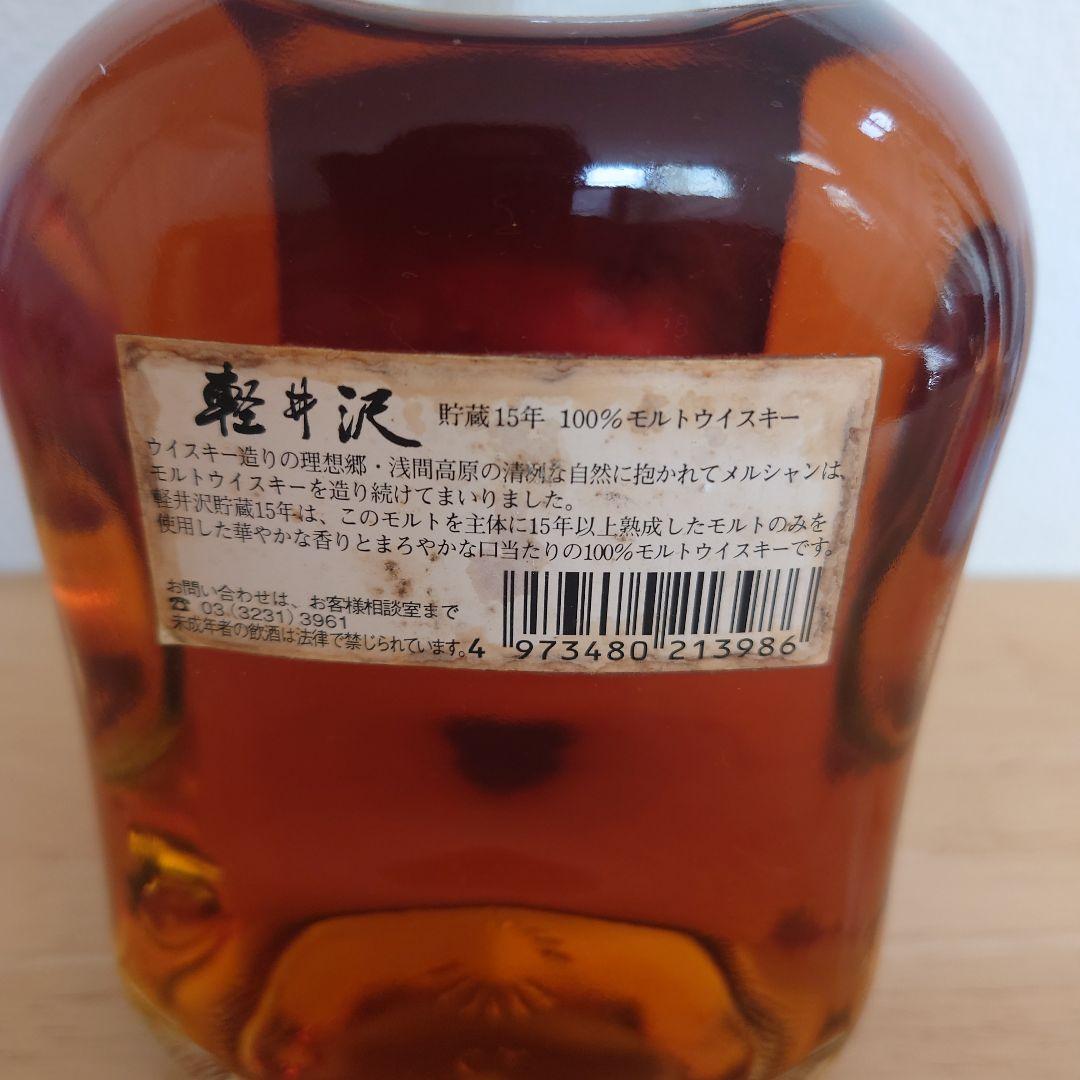 軽井沢 貯蔵15年 100%モルトウイスキー
ウイスキー造りの理想郷・浅間高原の清冽な自然に抱かれてメルシャンは、
モルトウイスキーを造り続けてまいりました。
軽井沢貯蔵15年は、このモルトを主体に15年以上熟成したモルトのみを
使用した華やかな香りとまろやかな口当たりの100%モルトウイスキーです。
お問い合わせは、お客様相談室まで
☎ 03(3231)3961
未成年者の飲酒は法律で禁じられています。
4 973480 213986